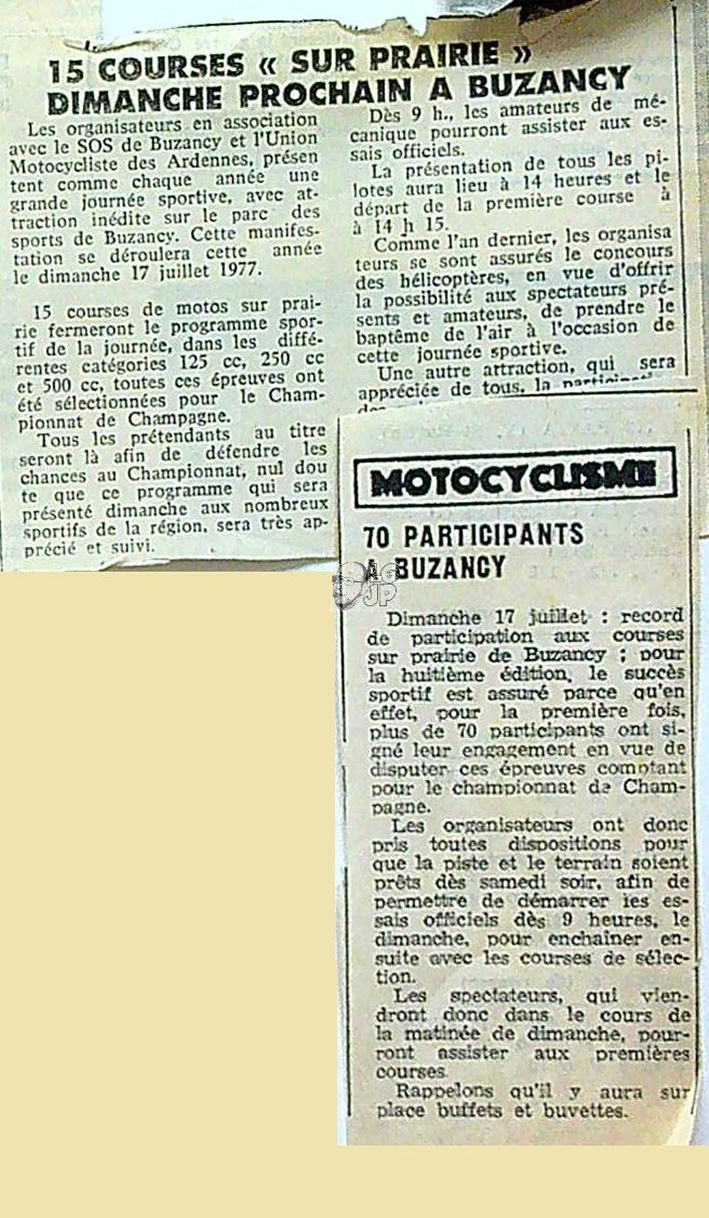 15 COURSES « SUR PRAIRIE »
DIMANCHE PROCHAIN A BUZANCY
Les organisateurs en association
avec le SOS de Buzancy et l'Union
Motocycliste des Ardennes, présen
tent comme chaque année une
grande journée sportive, avec at-
traction inédite sur le parc des
sports de Buzancy. Cette manifes-
tation se déroulera cette année
le dimanche 17 juillet 1977.
15 courses de motos sur prai-
rie fermeront le programme spor-
tif de la journée, dans les diffé-
rentes catégories 125 cc, 250 cc
et 500 cc, toutes ces épreuves ont
été sélectionnées pour le Cham-
pionnat de Champagne.
Tous les prétendants au titre
seront là afin de défendre les
chances au Championnat, nul dou
te que ce programme qui sera
présenté dimanche aux nombreux
sportifs de la région, sera très ap-
précié et suivi.
Dès 9 h., les amateurs de mé-
canique pourront assister aux es-
sais officiels.
La présentation de tous les pi-
lotes aura lieu à 14 heures et le
départ de la première course à
à 14 h 15.
Comme l'an dernier, les organisa
teurs se sont assurés le concours
des hélicoptères, en vue d'offrir
la possibilité aux spectateurs pré-
sents et amateurs, de prendre le
baptême de l'air à l'occasion de
cette journée sportive.
Une autre attraction, qui sera
appréciée de tous, la
MOTOCYCLISME
70 PARTICIPANTS
A BUZANCY
ALG
JP
Dimanche 17 juillet : record
de participation aux courses
sur prairie de Buzancy ; pour
la huitième édition, le succès
sportif est assuré parce qu'en
effet, pour la première fois,
plus de 70 participants ont si-
gné leur engagement en vue de
disputer ces épreuves comptant
pour le championnat de Cham-
pagne.
Les organisateurs ont donc
pris toutes dispositions pour
que la piste et le terrain soient
prêts dès samedi soir, afin de
permettre de démarrer les es-
sais officiels dès 9 heures, le
dimanche, pour enchaîner en-
suite avec les courses de sélec-
tion.
Les spectateurs, qui vien-
dront donc dans le cours de
la matinée de dimanche, pour-
ront assister aux premières
courses.
Rappelons qu'il y aura sur
place buffets et buvettes.